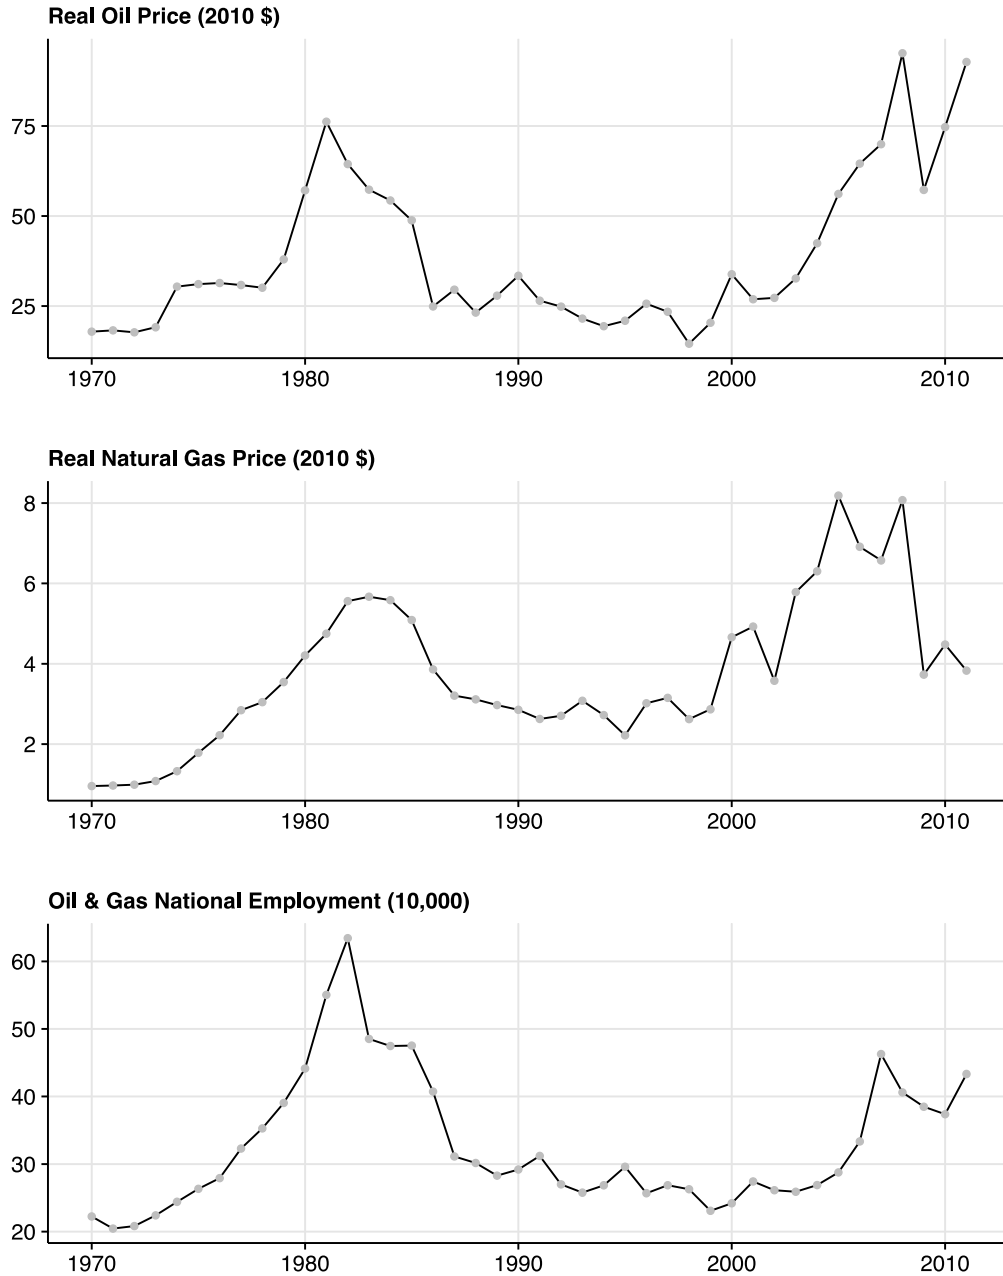 Real Oil Price (2010 $)
75
50
25
1970 1980 1990 2000 2010
Real Natural Gas Price (2010 $)
8
6
4
2
1970 1980 1990 2000 2010
Oil & Gas National Employment (10,000)
60
50
40
30
20
1970 1980 1990 2000 2010